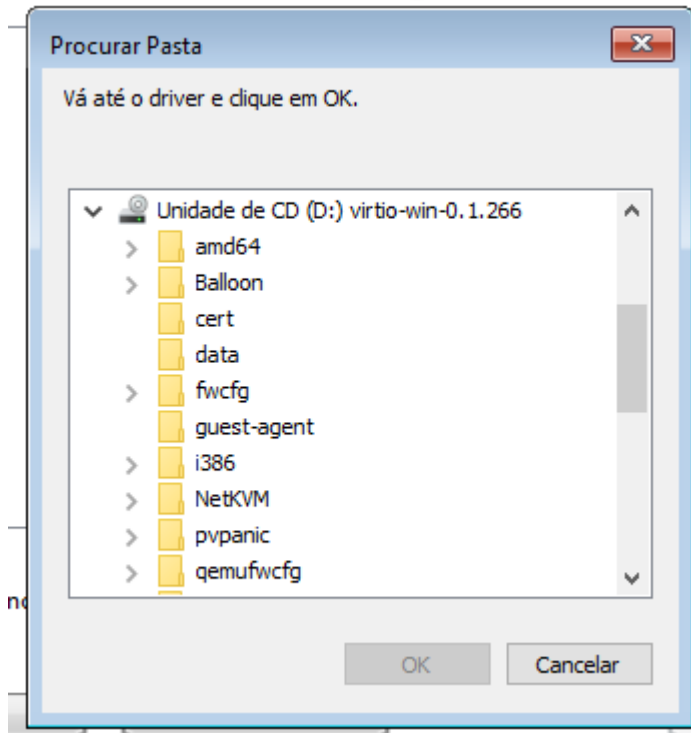 Procurar Pasta
Vá até o driver e clique em OK.
Unidade de CD (D:) virtio-win-0.1.266
amd64
Balloon
cert
data
fwcfg
guest-agent
i386
NetKVM
pvpanic
qemufwcfg
OK
Cancelar